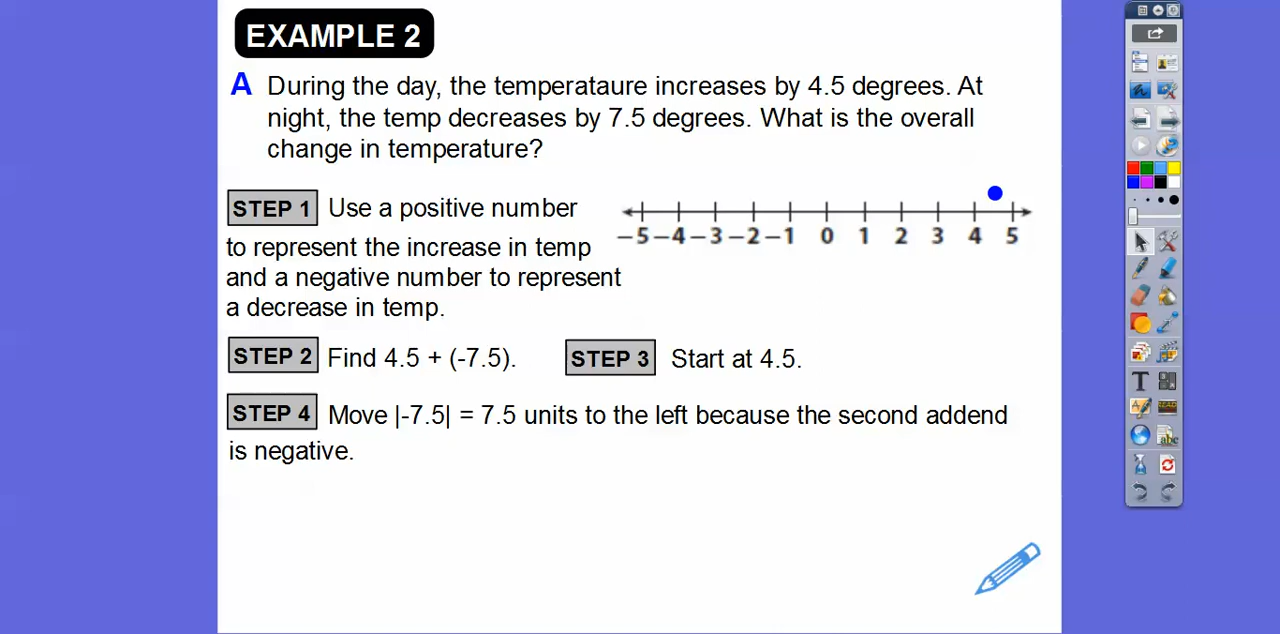 EXAMPLE 2
A During the day, the temperataure increases by 4.5 degrees. At
night, the temp decreases by 7.5 degrees. What is the overall
change in temperature?
STEP 1 Use a positive number
to represent the increase in temp
and a negative number to represent
a decrease in temp.
−5 −4 −3 −2 −1 0 1 2 3 4 5
STEP 2 Find 4.5 + (-7.5).
STEP 3 Start at 4.5.
STEP 4 Move |-7.5| = 7.5 units to the left because the second addend
is negative.